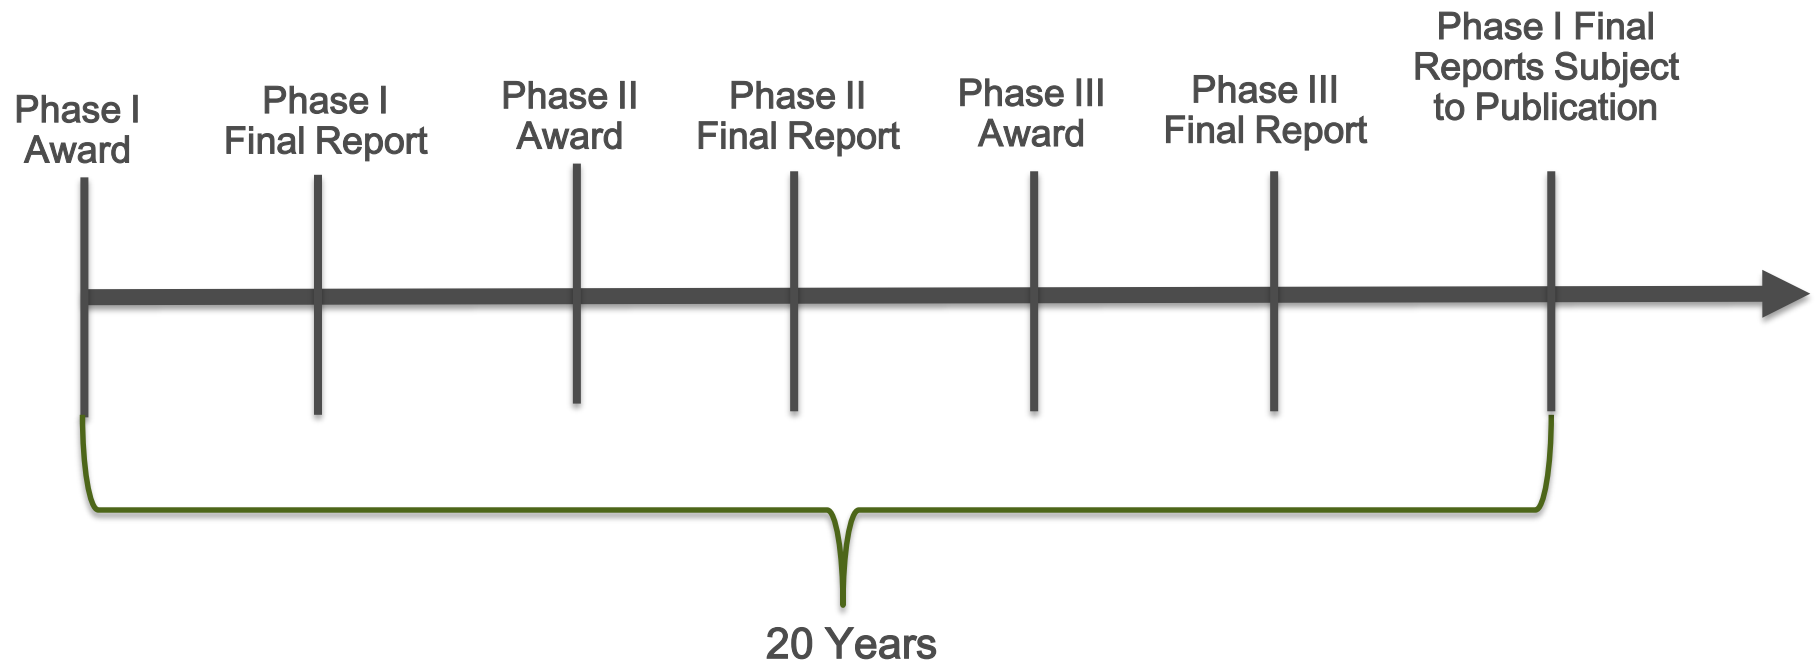 Phase I
Award
Phase I
Final Report
Phase II
Award
Phase II
Final Report
Phase III
Award
Phase III
Final Report
Phase I Final
Reports Subject
to Publication
20 Years